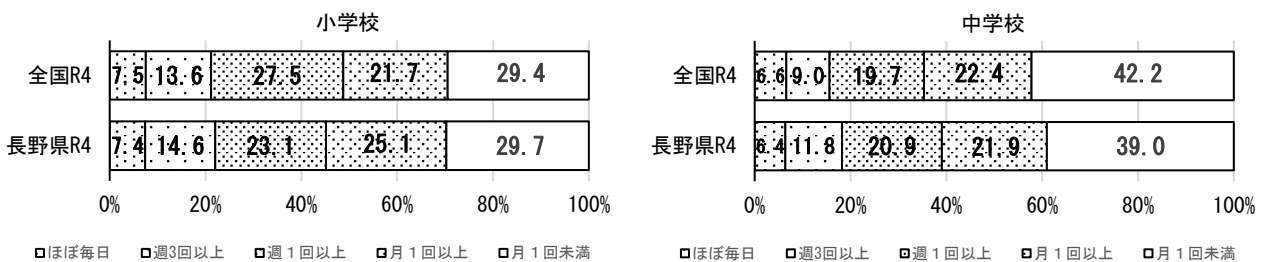 小学校
全国R4 7.5 13.6 27.5 21.7 29.4
長野県R4 7.4 14.6 23.1 25.1 29.7
0% 20% 40% 60% 80% 100%
ほぼ毎日 週3回以上 週１回以上 月１回以上 月１回未満
中学校
全国R4 6.6 9.0 19.7 22.4 42.2
長野県R4 6.4 11.8 20.9 21.9 39.0
0% 20% 40% 60% 80% 100%
ほぼ毎日 週3回以上 週１回以上 月１回以上 月１回未満